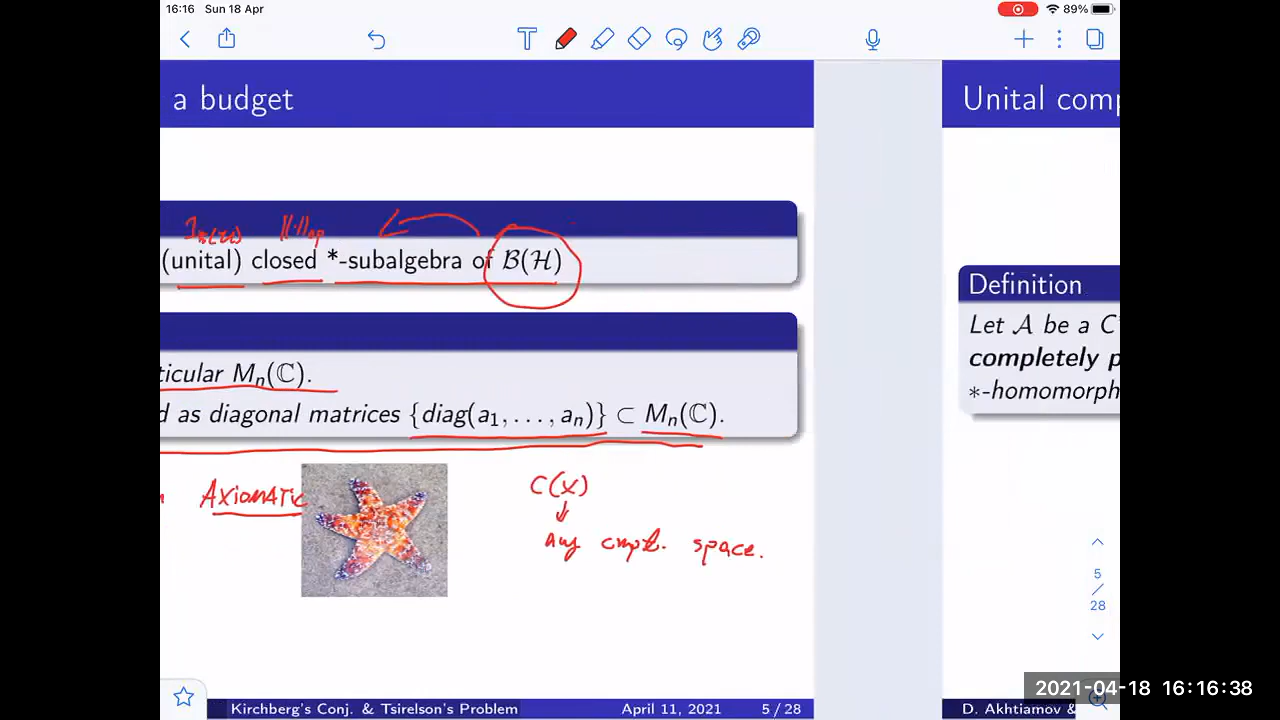 16:16 Sun 18 Apr
89%
a budget
Unital comp
1_{B(H)} ‖·‖op
(unital) closed *-subalgebra of B(H)
Definition
Let A be a C
completely p
*-homomorph
ticular Mₙ(ℂ).
d as diagonal matrices {diag(a₁, . . . , aₙ)} ⊂ Mₙ(ℂ).
Axiomatic
C(X)
↓
Any cmpt. space.
5
/
28
Kirchberg's Conj. & Tsirelson's Problem April 11, 2021 5 / 28
D. Akhtiamov &
2021-04-18 16:16:38